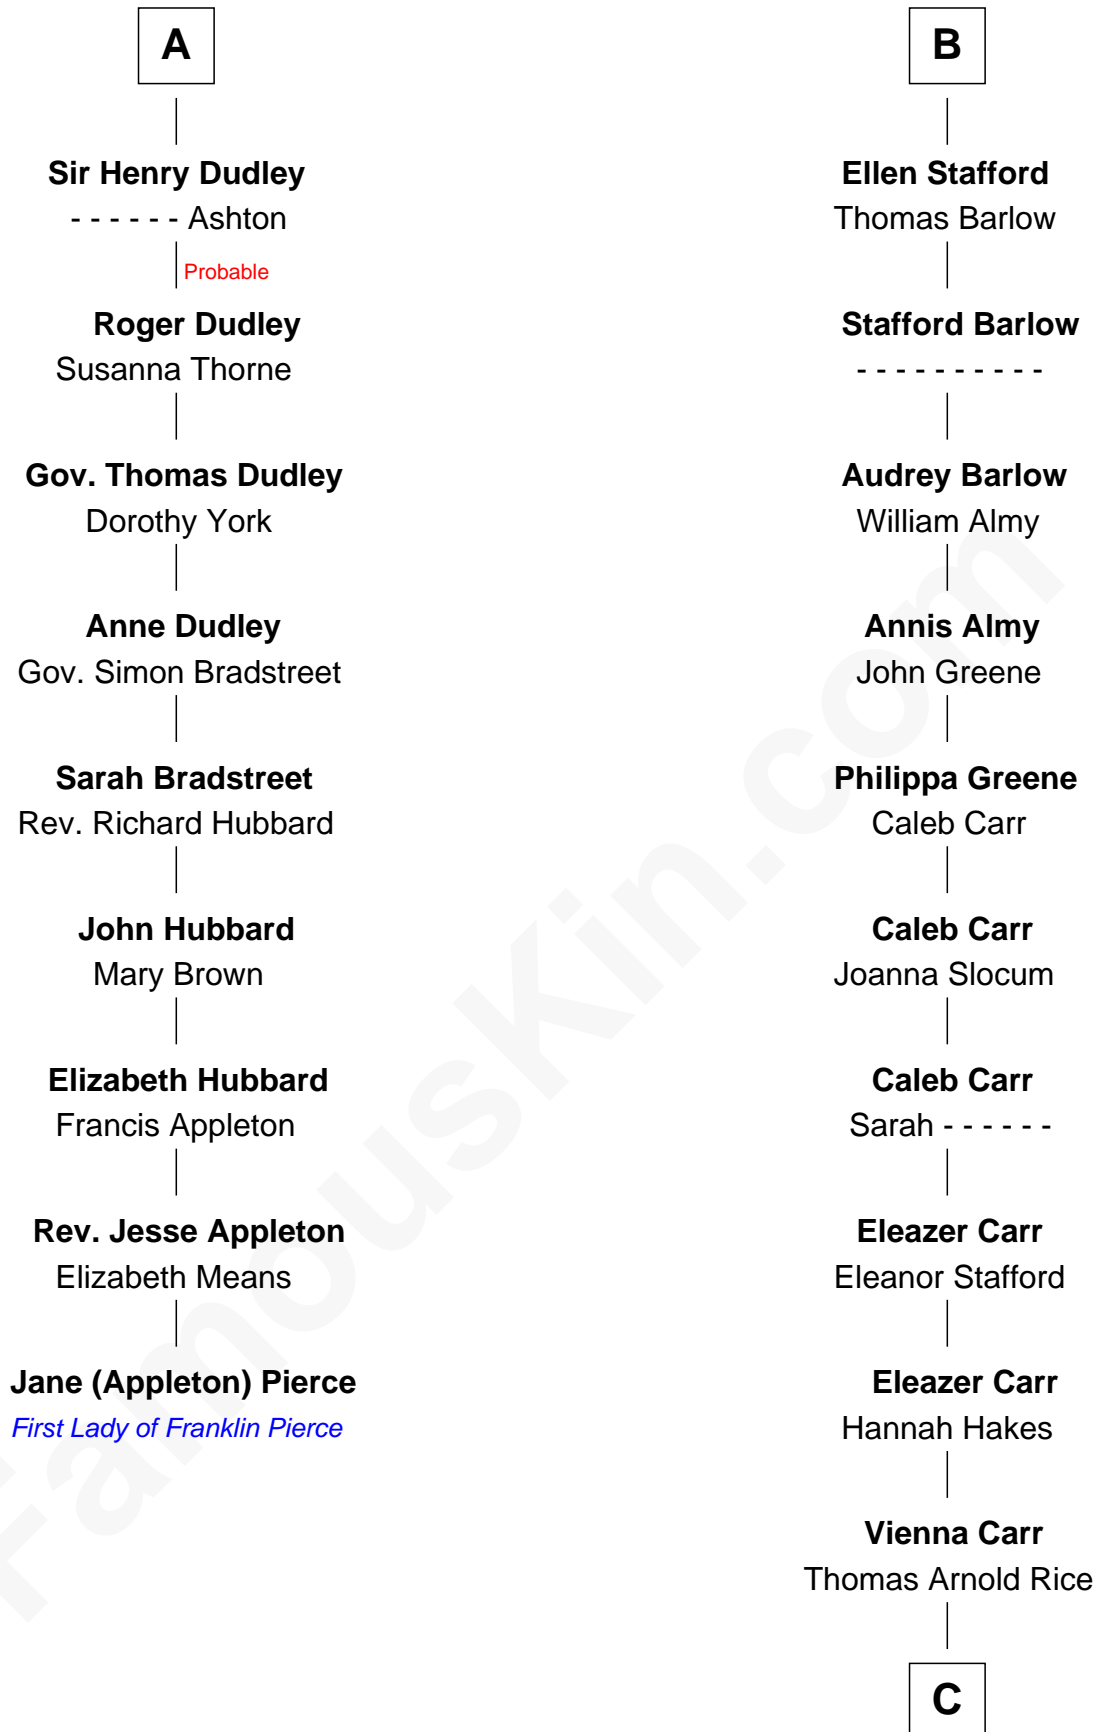 A
Sir Henry Dudley
- - - - - - Ashton
Probable
Roger Dudley
Susanna Thorne
Gov. Thomas Dudley
Dorothy York
Anne Dudley
Gov. Simon Bradstreet
Sarah Bradstreet
Rev. Richard Hubbard
John Hubbard
Mary Brown
Elizabeth Hubbard
Francis Appleton
Rev. Jesse Appleton
Elizabeth Means
Jane (Appleton) Pierce
First Lady of Franklin Pierce
B
Ellen Stafford
Thomas Barlow
Stafford Barlow
- - - - - - - - - -
Audrey Barlow
William Almy
Annis Almy
John Greene
Philippa Greene
Caleb Carr
Caleb Carr
Joanna Slocum
Caleb Carr
Sarah - - - - - -
Eleazer Carr
Eleanor Stafford
Eleazer Carr
Hannah Hakes
Vienna Carr
Thomas Arnold Rice
C
FamousKin.com